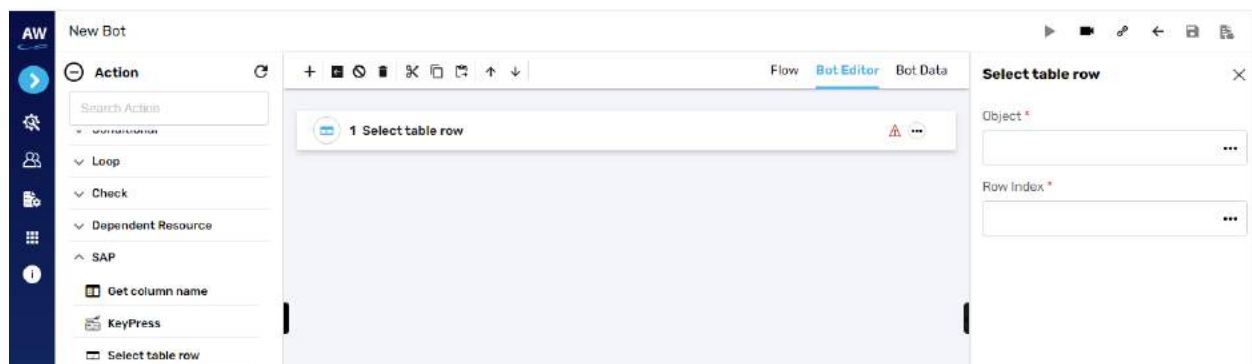 AW New Bot
Action
Flow Bot Editor Bot Data
Select table row
Search Action
Conditional
1 Select table row
Object *
Loop
Check
Row Index *
Dependent Resource
SAP
Get column name
KeyPress
Select table row